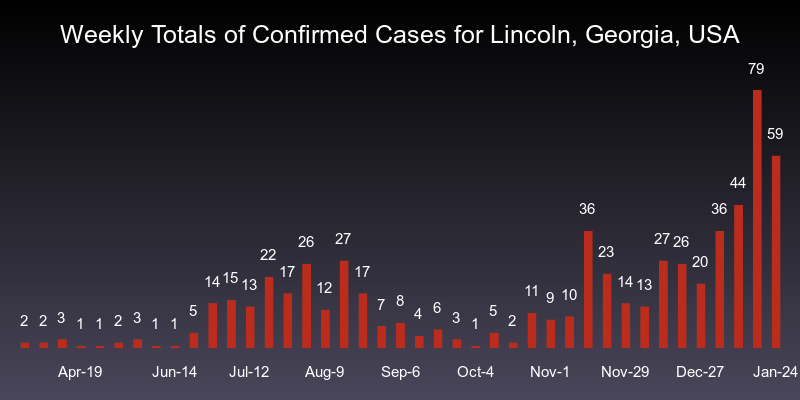 Weekly Totals of Confirmed Cases for Lincoln, Georgia, USA
2 2 3 1 1 2 3 1 1 5 14 15 13 22 17 26 12 27 17 7 8 4 6 3 1 5 2 11 9 10 36 23 14 13 27 26 20 36 44 79 59
Apr-19 Jun-14 Jul-12 Aug-9 Sep-6 Oct-4 Nov-1 Nov-29 Dec-27 Jan-24